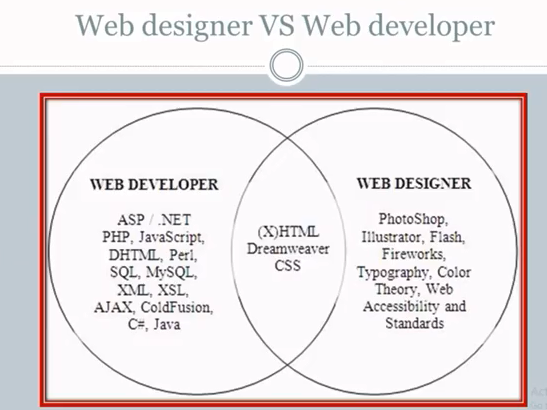 Web designer VS Web developer
WEB DEVELOPER
ASP / .NET
PHP, JavaScript,
DHTML, Perl,
SQL, MySQL,
XML, XSL,
AJAX, ColdFusion,
C#, Java
(X)HTML
Dreamweaver
CSS
WEB DESIGNER
PhotoShop,
Illustrator, Flash,
Fireworks,
Typography, Color
Theory, Web
Accessibility and
Standards